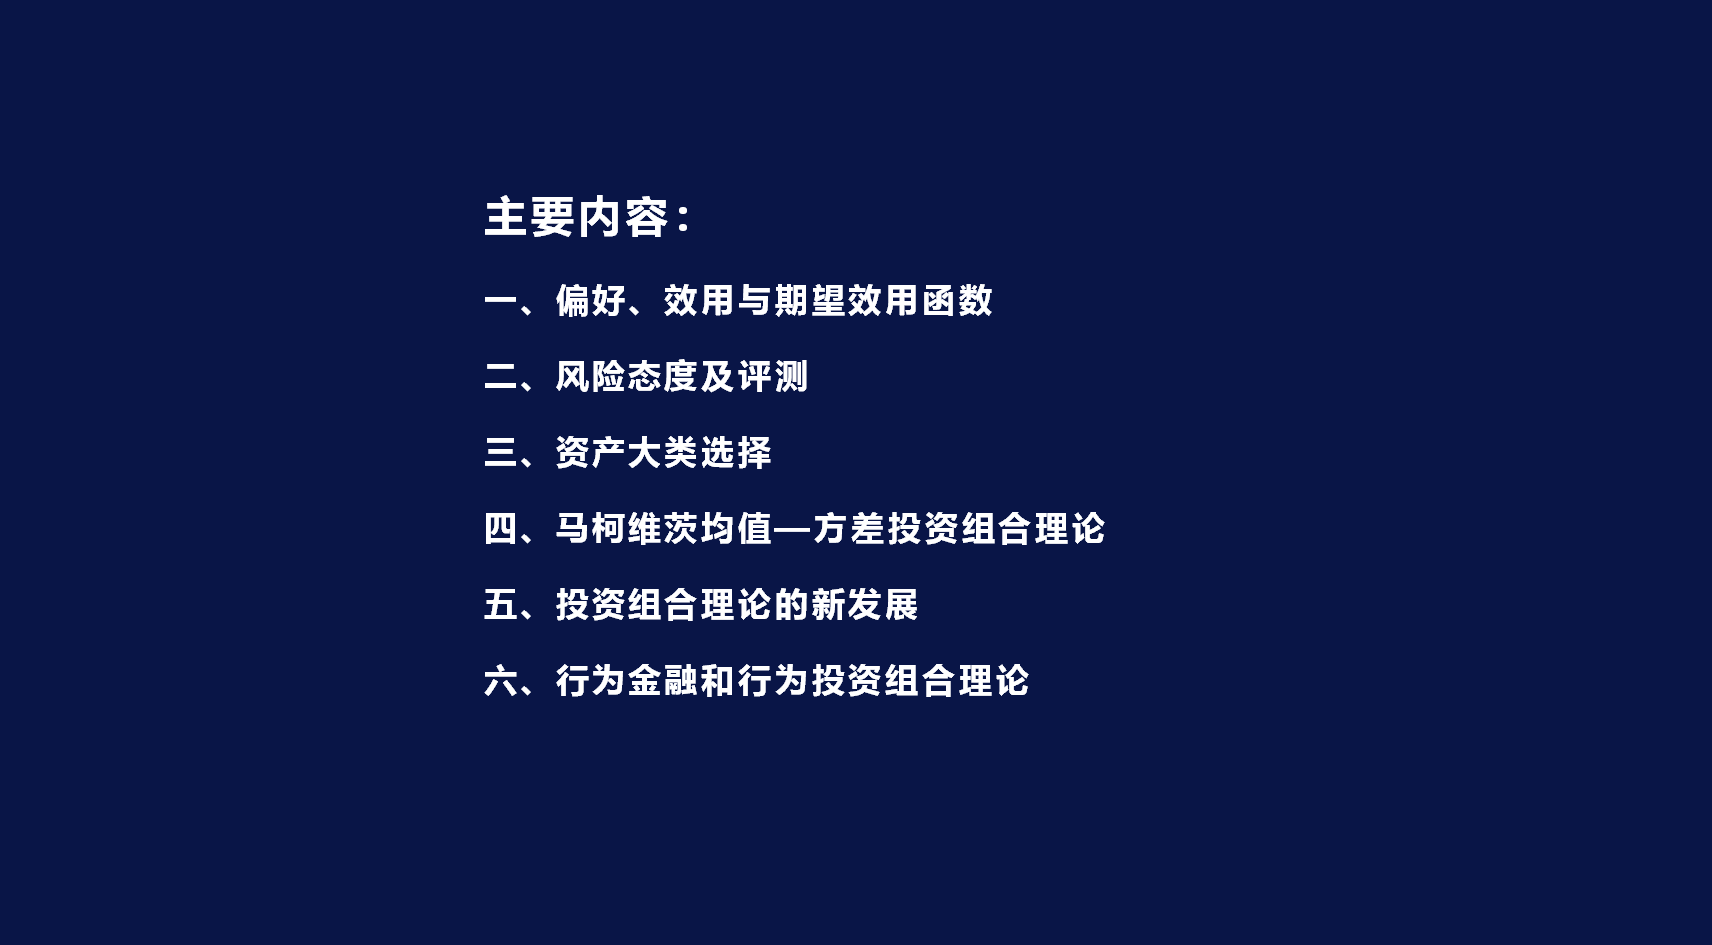 主要内容：
一、偏好、效用与期望效用函数
二、风险态度及评测
三、资产大类选择
四、马柯维茨均值—方差投资组合理论
五、投资组合理论的新发展
六、行为金融和行为投资组合理论